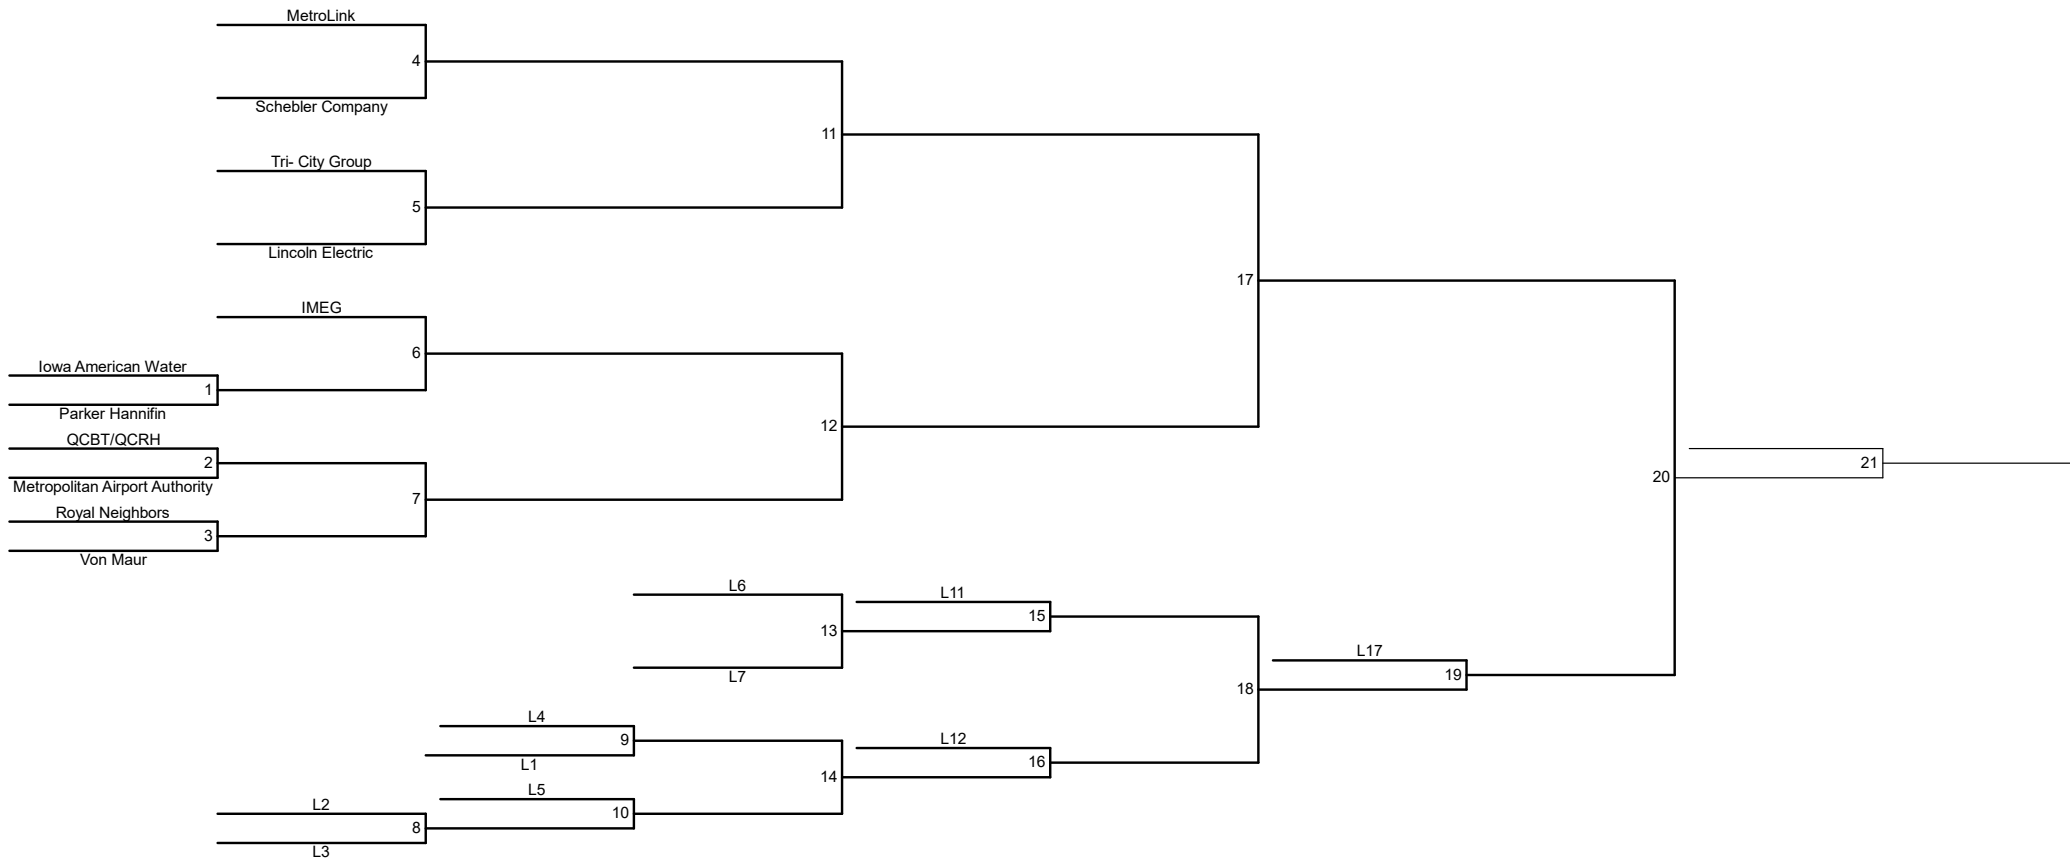 MetroLink
4
Schebler Company
11
Tri- City Group
5
Lincoln Electric
17
IMEG
6
Iowa American Water
1
Parker Hannifin
12
QCBT/QCRH
2
21
20
Metropolitan Airport Authority
7
Royal Neighbors
3
Von Maur
L6
L11
15
13
L17
19
L7
18
L4
9
L12
L1
16
14
L5
L2
10
8
L3